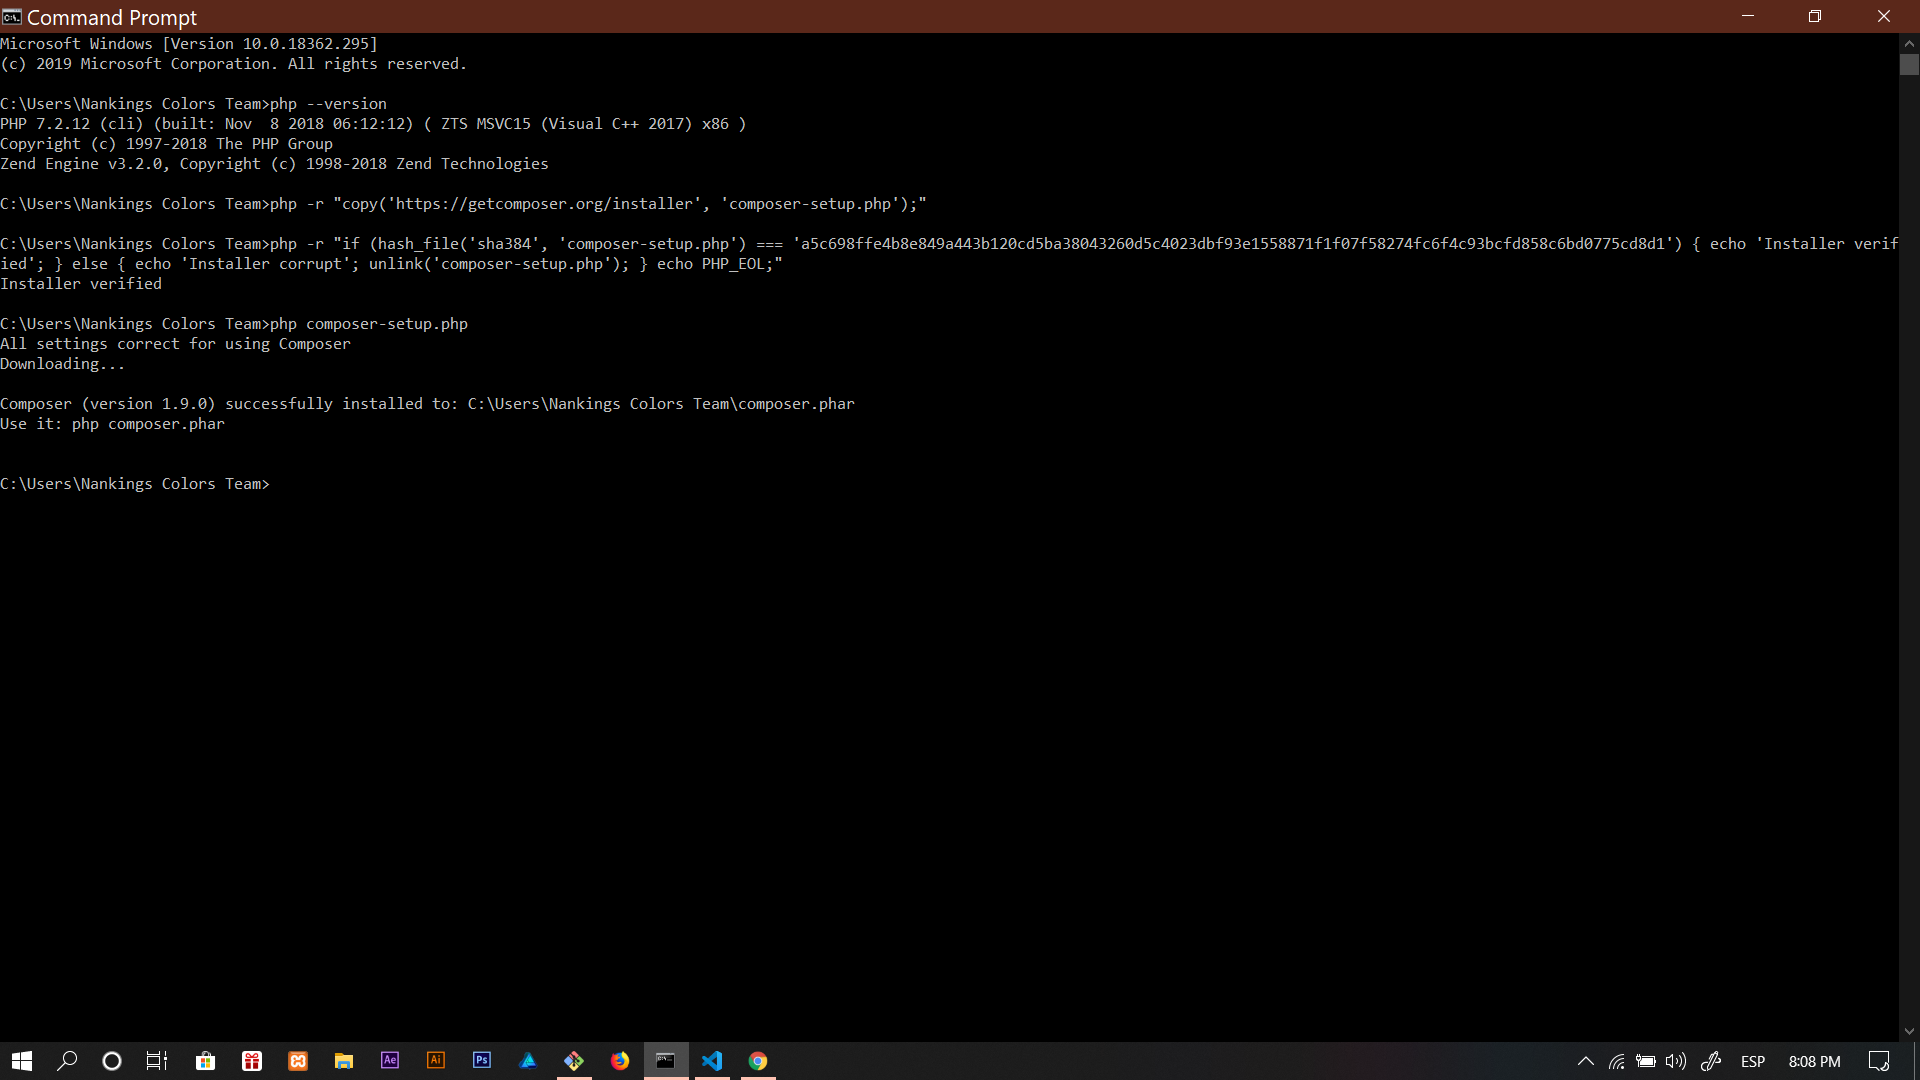 Command Prompt
Microsoft Windows [Version 10.0.18362.295]
(c) 2019 Microsoft Corporation. All rights reserved.
C:\Users\Nankings Colors Team>php --version
PHP 7.2.12 (cli) (built: Nov  8 2018 06:12:12) ( ZTS MSVC15 (Visual C++ 2017) x86 )
Copyright (c) 1997-2018 The PHP Group
Zend Engine v3.2.0, Copyright (c) 1998-2018 Zend Technologies
C:\Users\Nankings Colors Team>php -r "copy('https://getcomposer.org/installer', 'composer-setup.php');"
C:\Users\Nankings Colors Team>php -r "if (hash_file('sha384', 'composer-setup.php') === 'a5c698ffe4b8e849a443b120cd5ba38043260d5c4023dbf93e1558871f1f07f58274fc6f4c93bcfd858c6bd0775cd8d1') { echo 'Installer verif
ied'; } else { echo 'Installer corrupt'; unlink('composer-setup.php'); } echo PHP_EOL;"
Installer verified
C:\Users\Nankings Colors Team>php composer-setup.php
All settings correct for using Composer
Downloading...
Composer (version 1.9.0) successfully installed to: C:\Users\Nankings Colors Team\composer.phar
Use it: php composer.phar
C:\Users\Nankings Colors Team>
Ae Ai Ps ESP 8:08 PM